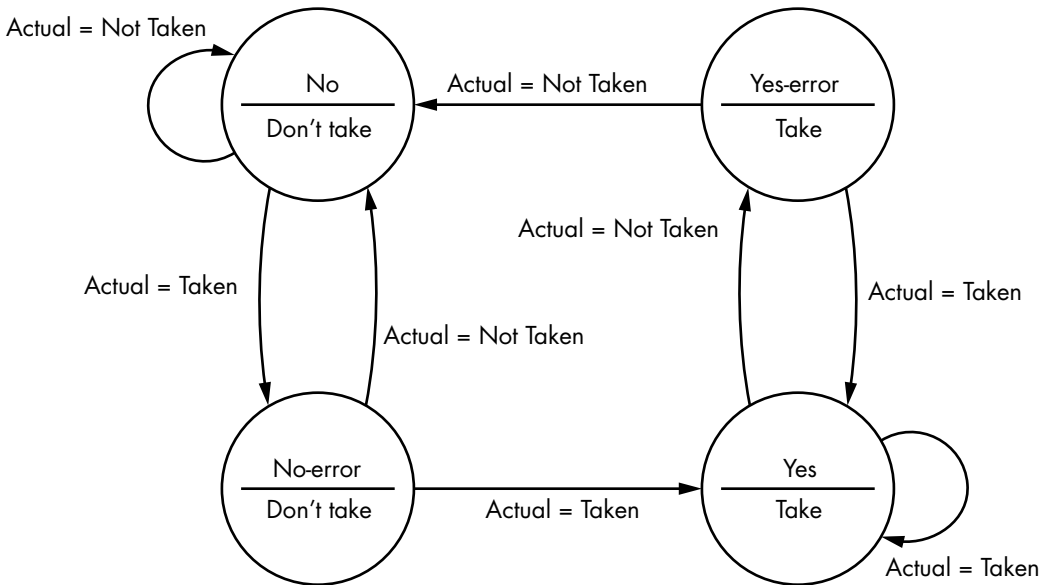 Actual = Not Taken
No
Don't take
Actual = Not Taken
Yes-error
Take
Actual = Taken
Actual = Not Taken
Actual = Not Taken
Actual = Taken
No-error
Don't take
Actual = Taken
Yes
Take
Actual = Taken